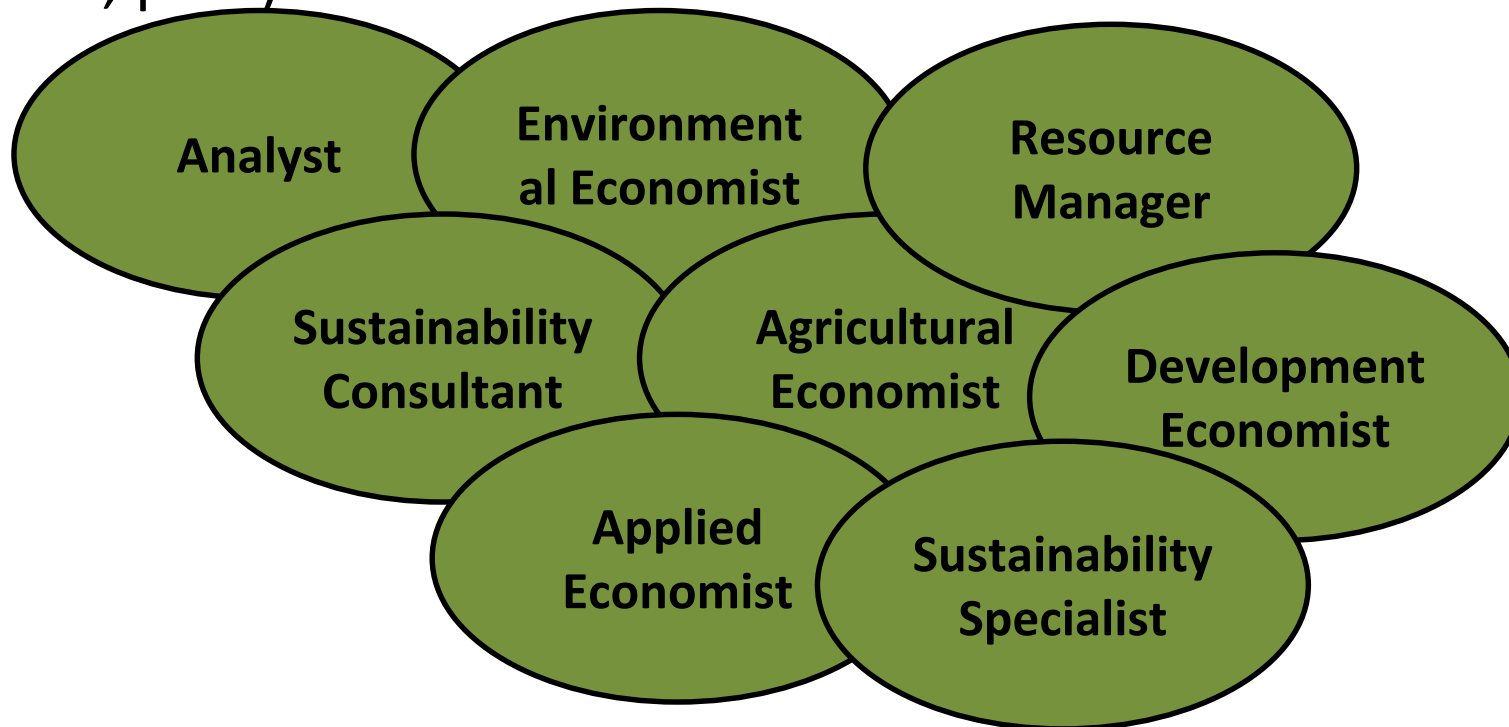 Analyst
Environment
al Economist
Resource
Manager
Sustainability
Consultant
Agricultural
Economist
Development
Economist
Applied
Economist
Sustainability
Specialist